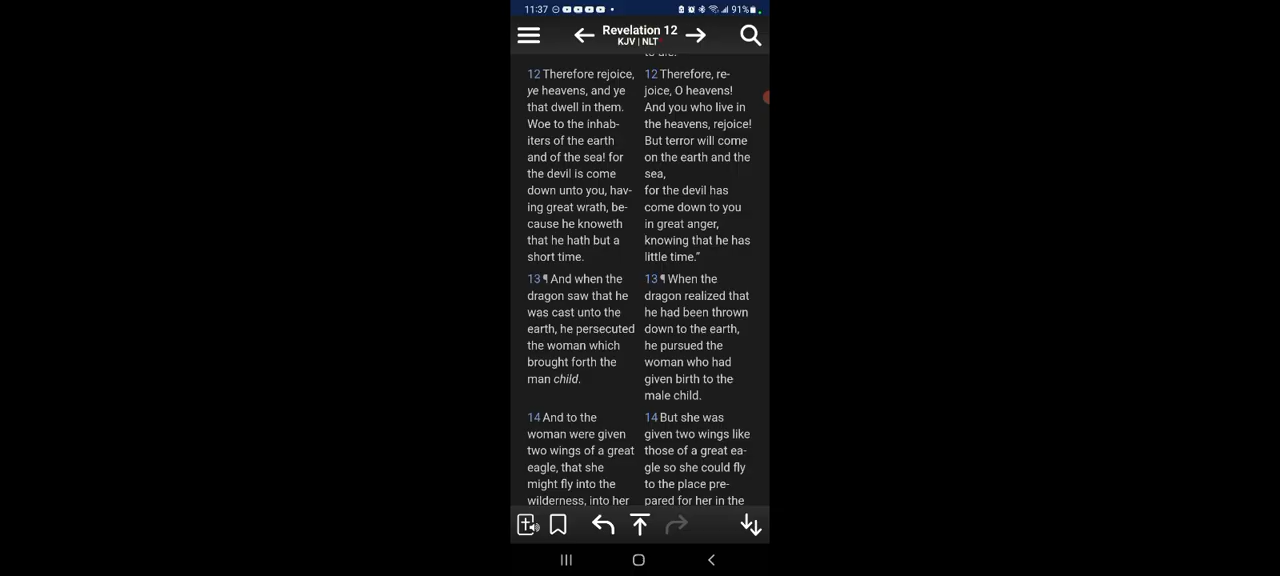 11:37
91%
Revelation 12
KJV | NLT
12 Therefore rejoice,
ye heavens, and ye
that dwell in them.
Woe to the inhab-
iters of the earth
and of the sea! for
the devil is come
down unto you, hav-
ing great wrath, be-
cause he knoweth
that he hath but a
short time.
13 ¶ And when the
dragon saw that he
was cast unto the
earth, he persecuted
the woman which
brought forth the
man child.
14 And to the
woman were given
two wings of a great
eagle, that she
might fly into the
wilderness, into her
to die.
12 Therefore, re-
joice, O heavens!
And you who live in
the heavens, rejoice!
But terror will come
on the earth and the
sea,
for the devil has
come down to you
in great anger,
knowing that he has
little time.”
13 ¶ When the
dragon realized that
he had been thrown
down to the earth,
he pursued the
woman who had
given birth to the
male child.
14 But she was
given two wings like
those of a great ea-
gle so she could fly
to the place pre-
pared for her in the